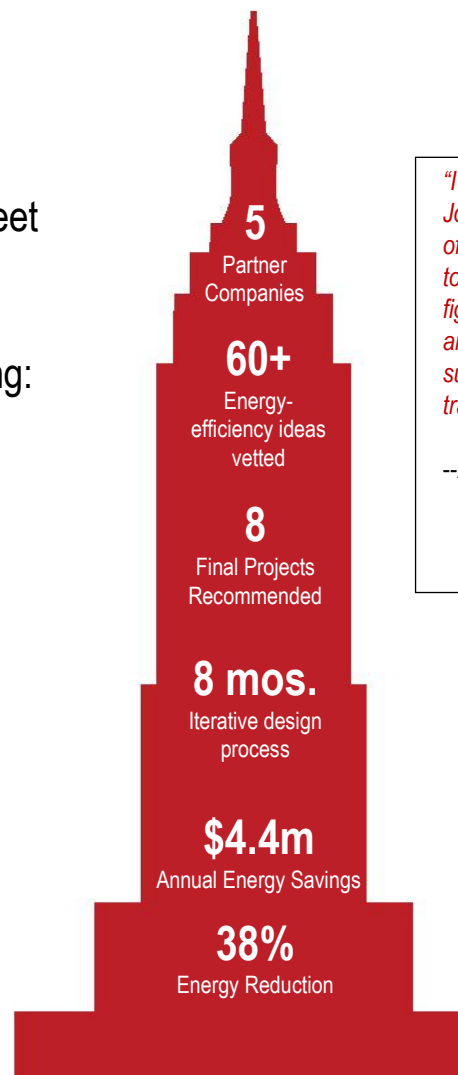 5
Partner
Companies
60+
Energy-
efficiency ideas
vetted
8
Final Projects
Recommended
8 mos.
Iterative design
process
$4.4m
Annual Energy Savings
38%
Energy Reduction